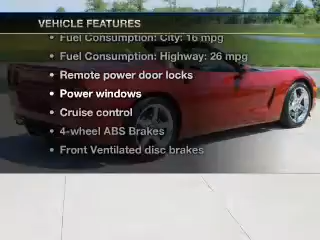 VEHICLE FEATURES
• Fuel Consumption: City: 16 mpg
• Fuel Consumption: Highway: 26 mpg
• Remote power door locks
• Power windows
• Cruise control
• 4-wheel ABS Brakes
• Front Ventilated disc brakes